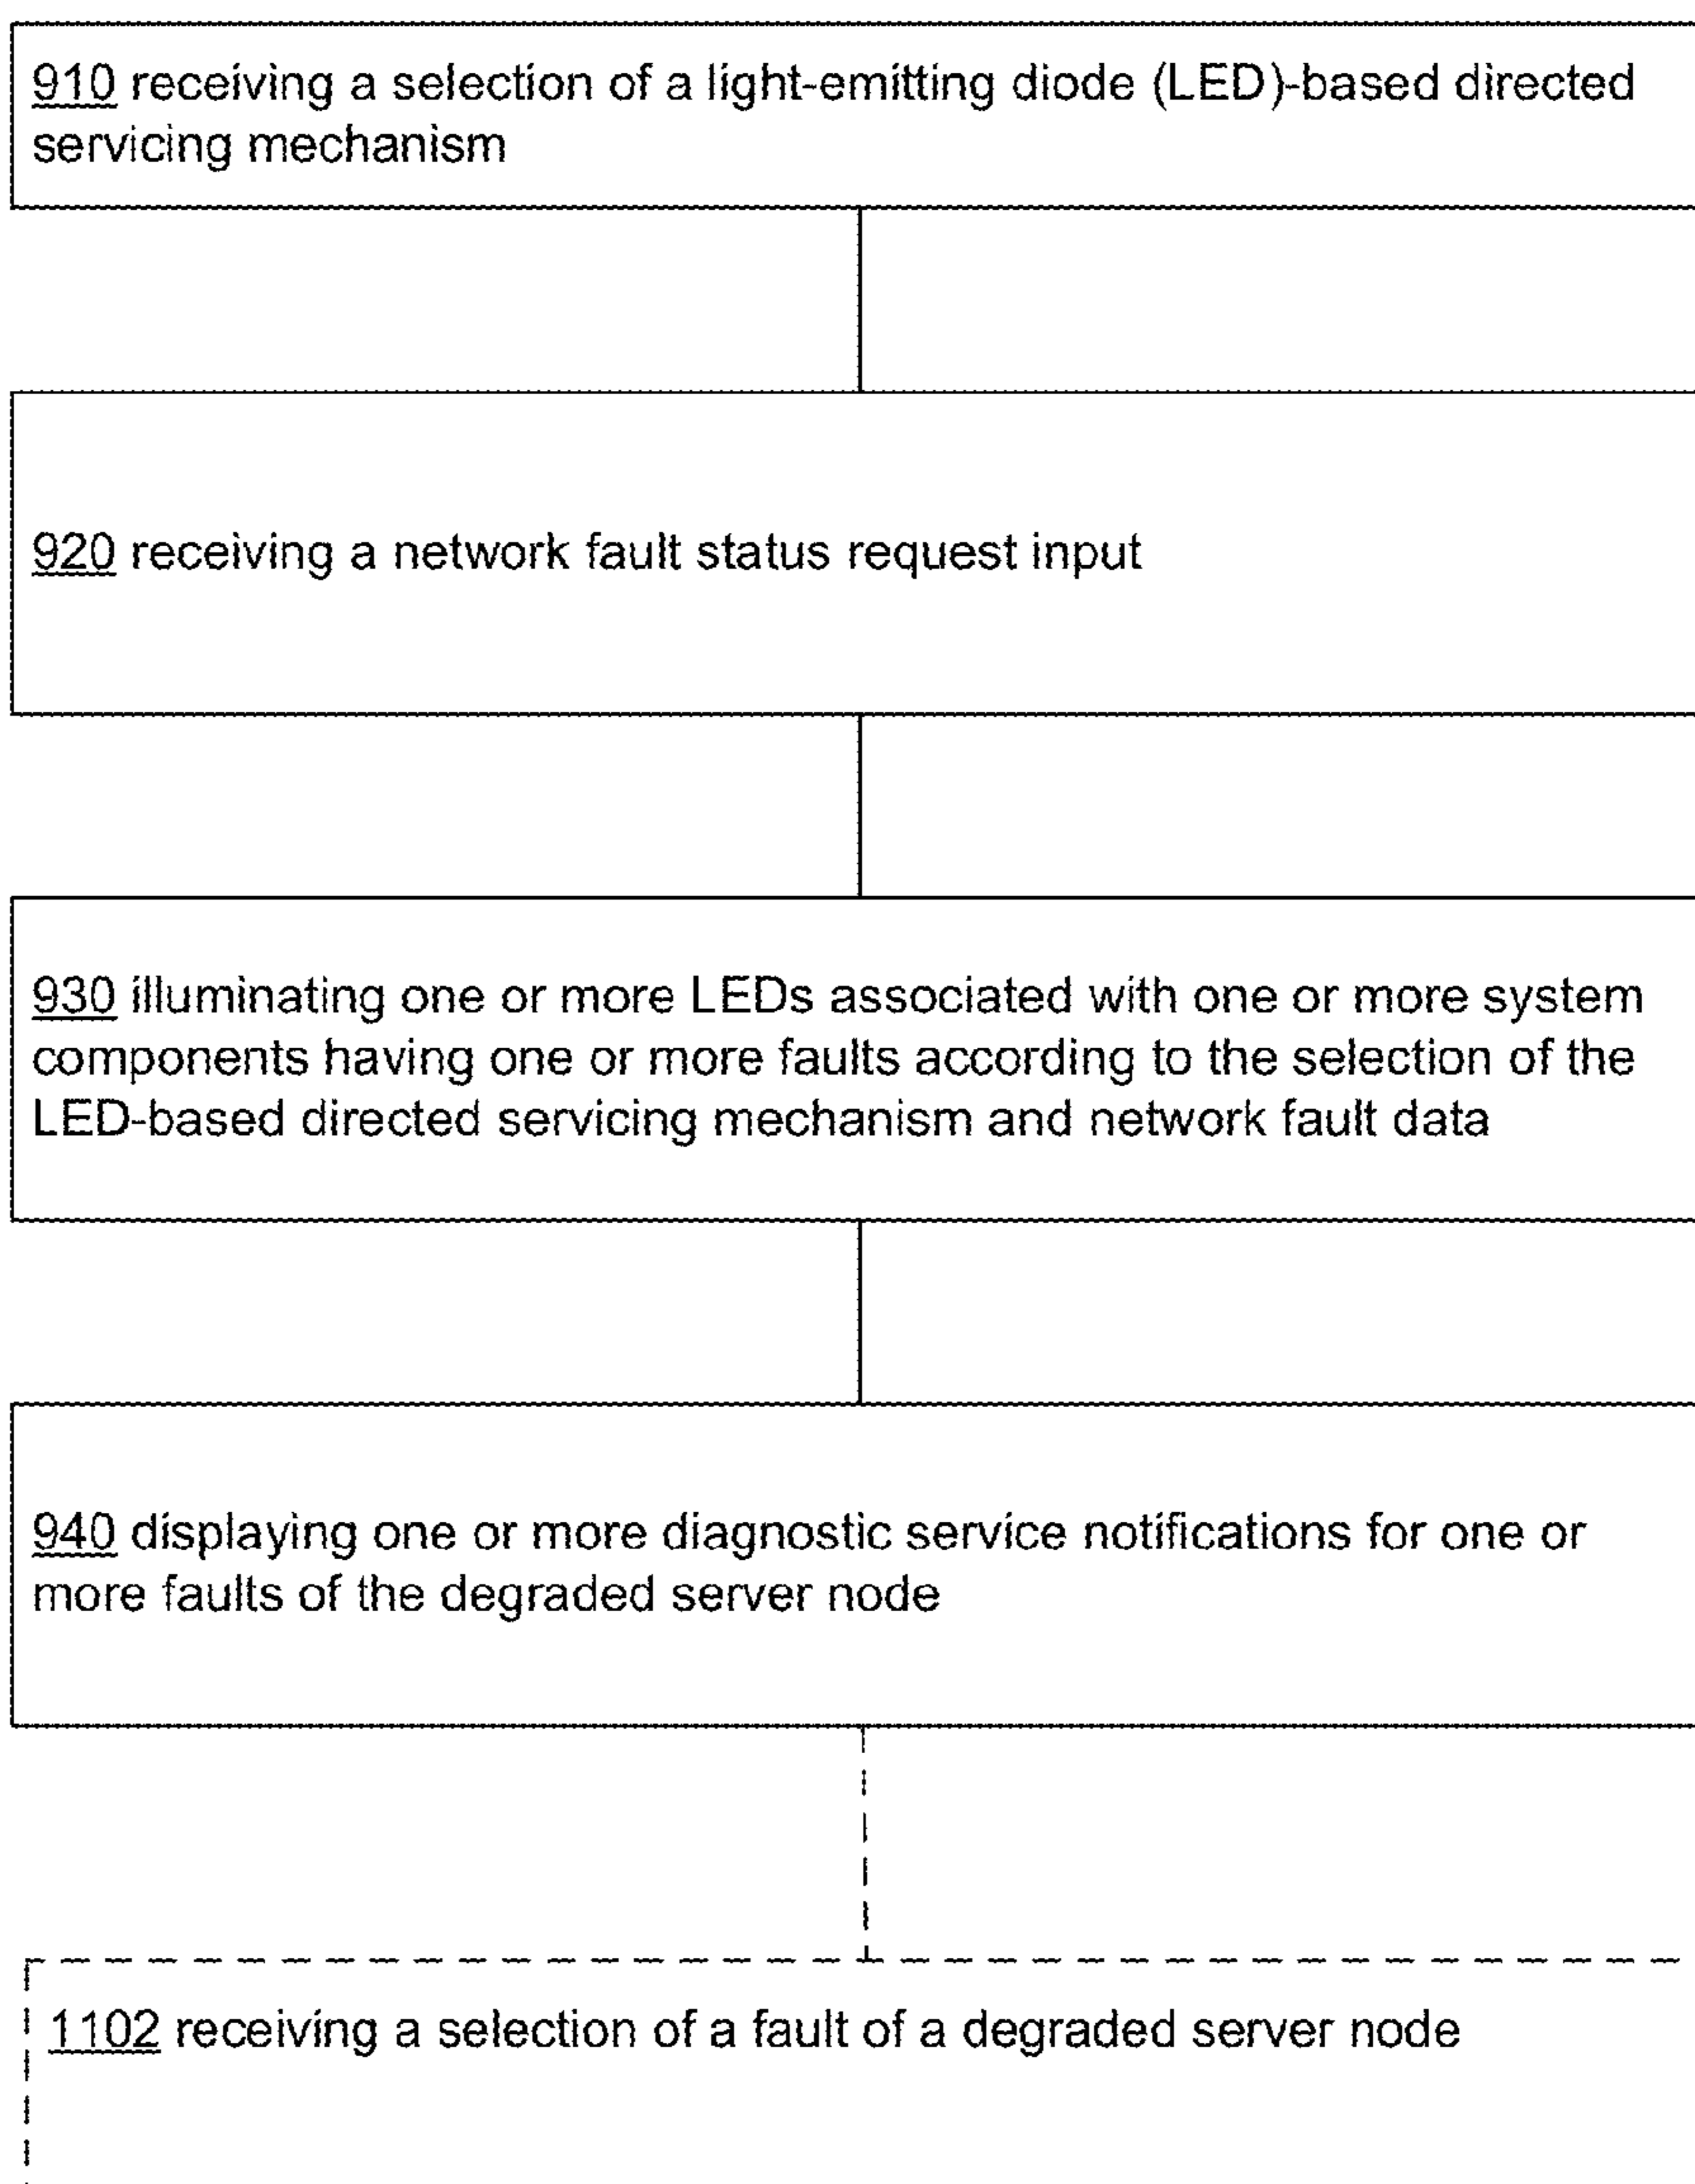 910 receiving a selection of a light-emitting diode (LED)-based directed
servicing mechanism
920 receiving a network fault status request input
930 illuminating one or more LEDs associated with one or more system
components having one or more faults according to the selection of the
LED-based directed servicing mechanism and network fault data
940 displaying one or more diagnostic service notifications for one or
more faults of the degraded server node
1102 receiving a selection of a fault of a degraded server node